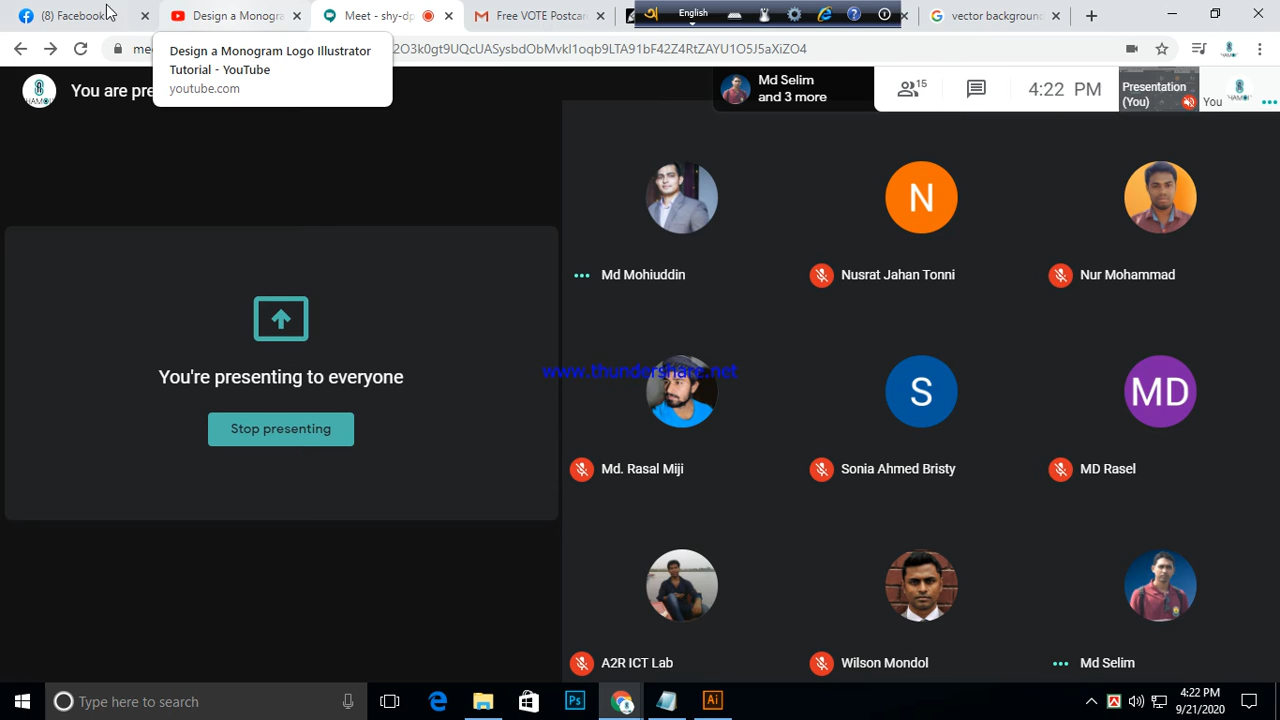 (8) Facebook
Design a Monogra
Meet - shy-dp
Free VOTE Postcar
English
vector background
2O3k0gt9UQcUASysbdObMvkI1oqb9LTA91bF42Z4RtZAYU1O5J5aXiZO4
Design a Monogram Logo Illustrator
Tutorial - YouTube
youtube.com
You are pre
Md Selim
and 3 more
15
4:22 PM
Presentation
(You)
You
Md Mohiuddin
N
Nusrat Jahan Tonni
Nur Mohammad
You're presenting to everyone
Stop presenting
www.thundershare.net
Md. Rasal Miji
S
Sonia Ahmed Bristy
MD
MD Rasel
A2R ICT Lab
Wilson Mondol
Md Selim
Type here to search
Ps
Ai
4:22 PM
9/21/2020